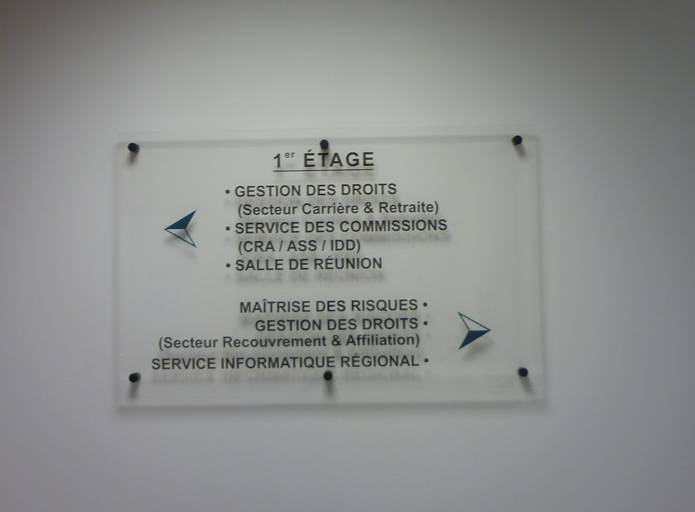 1er ÉTAGE
• GESTION DES DROITS
(Secteur Carrière & Retraite)
• SERVICE DES COMMISSIONS
(CRA / ASS / IDD)
• SALLE DE RÉUNION
MAÎTRISE DES RISQUES •
GESTION DES DROITS •
(Secteur Recouvrement & Affiliation)
SERVICE INFORMATIQUE RÉGIONAL •